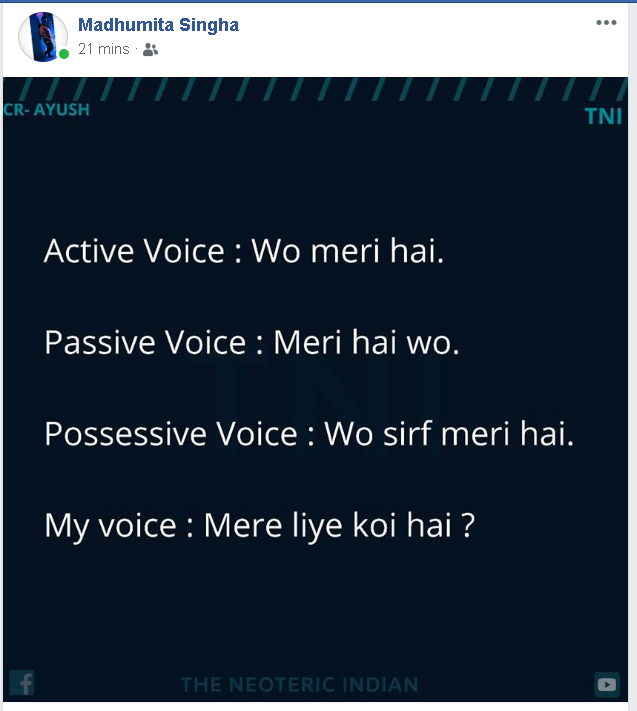 Madhumita Singha
21 mins ·
CR- AYUSH
TNI
Active Voice : Wo meri hai.
Passive Voice : Meri hai wo.
TNI
Possessive Voice : Wo sirf meri hai.
My voice : Mere liye koi hai ?
THE NEOTERIC INDIAN